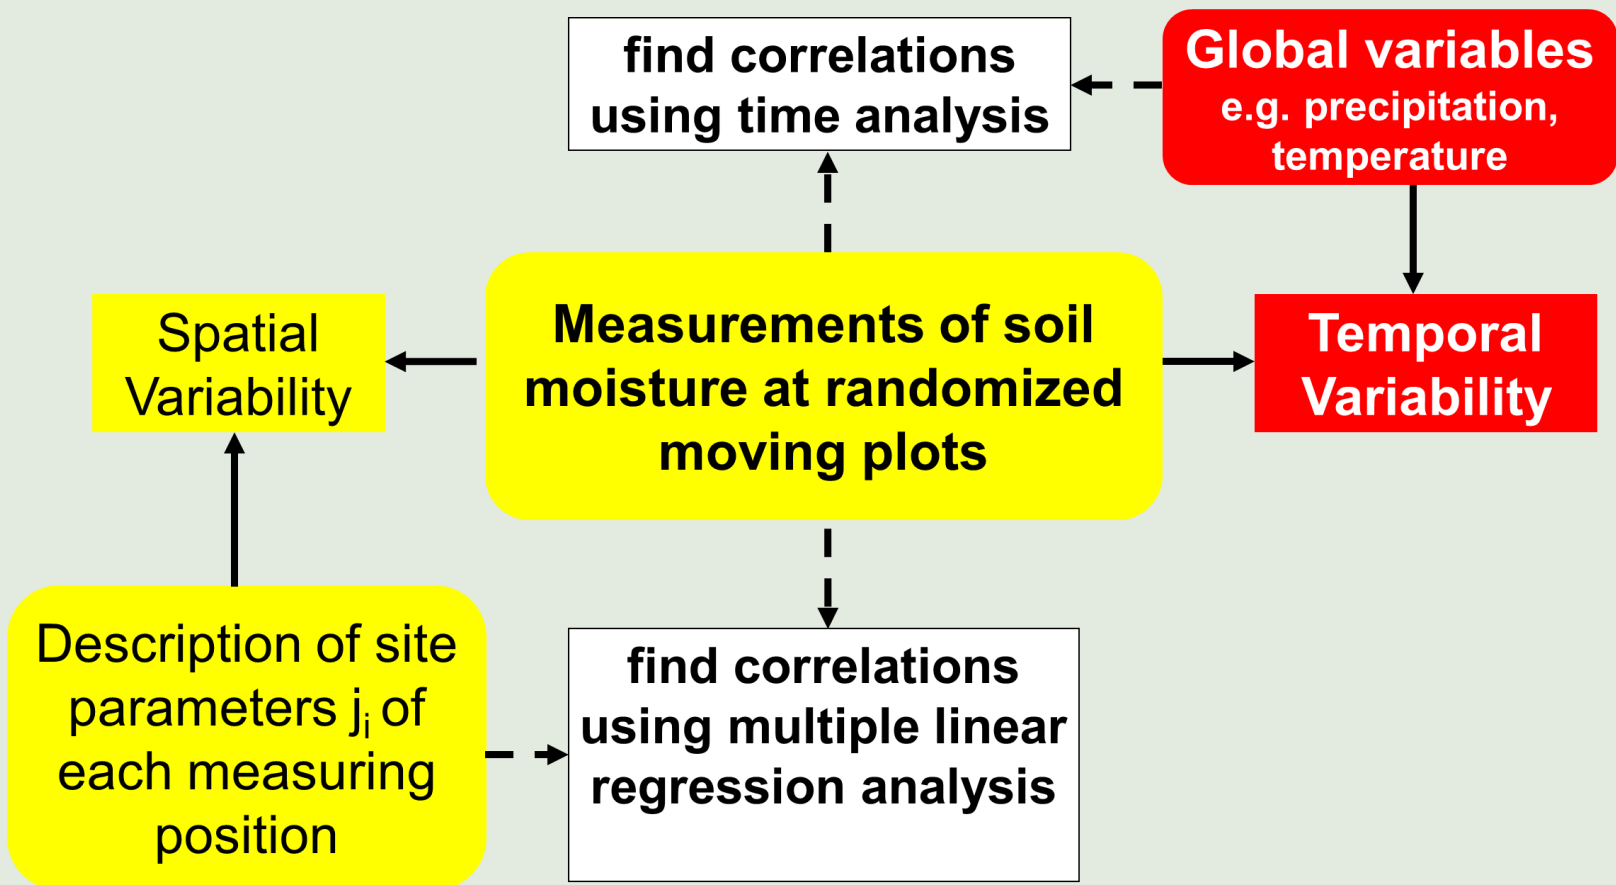 find correlations
using time analysis
Global variables
e.g. precipitation,
temperature
Spatial
Variability
Measurements of soil
moisture at randomized
moving plots
Temporal
Variability
Description of site
parameters jᵢ of
each measuring
position
find correlations
using multiple linear
regression analysis